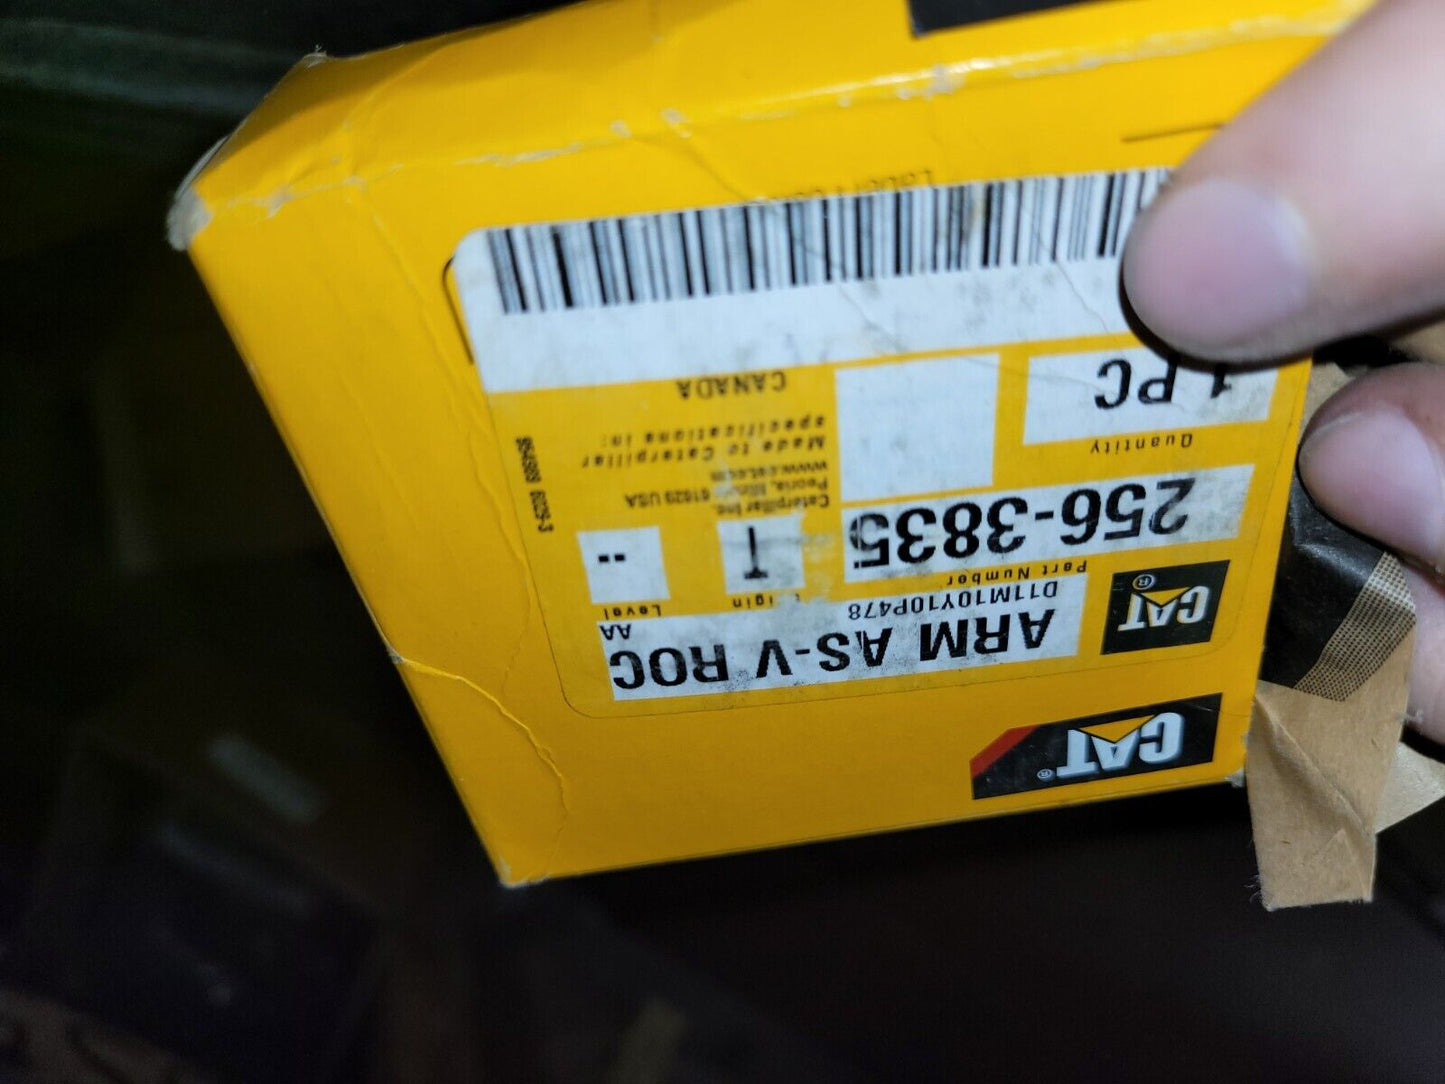 CAT ®
CAT ®
ARM AS-V ROC
D11M10Y10P478
AA
Part Number
Level
256-3835
T
--
Caterpillar Inc.
Peoria, Illinois 61629 USA
www.cat.com
Made to Caterpillar
specifications in:
CANADA
Quantity
1 PC